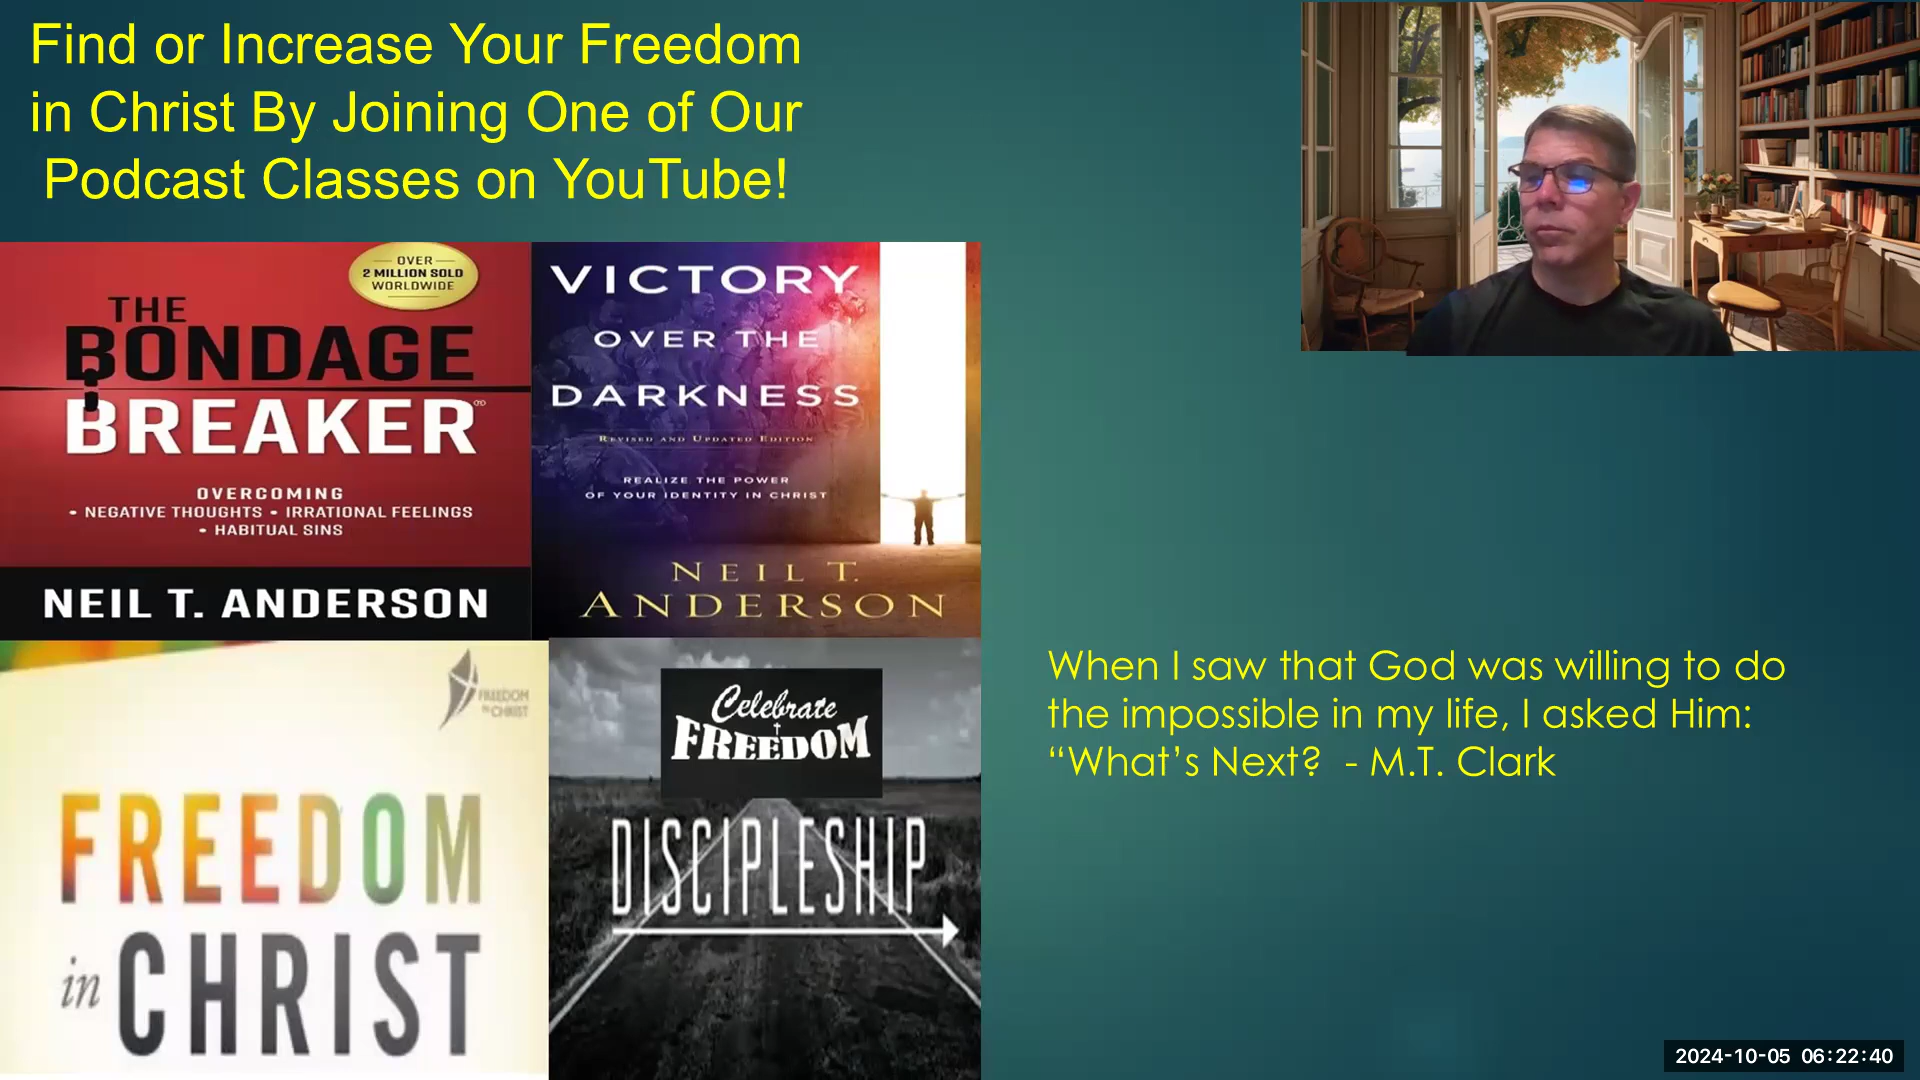 Find or Increase Your Freedom
in Christ By Joining One of Our
Podcast Classes on YouTube!
OVER
2 MILLION SOLD
WORLDWIDE
THE
BONDAGE
BREAKER®
OVERCOMING
• NEGATIVE THOUGHTS • IRRATIONAL FEELINGS
• HABITUAL SINS
NEIL T. ANDERSON
VICTORY
OVER THE
DARKNESS
REVISED AND UPDATED EDITION
REALIZE THE POWER
OF YOUR IDENTITY IN CHRIST
NEIL T.
ANDERSON
FREEDOM
IN CHRIST
FREEDOM
in CHRIST
Celebrate
FREEDOM
DISCIPLESHIP
When I saw that God was willing to do
the impossible in my life, I asked Him:
“What’s Next?  - M.T. Clark
2024-10-05 06:22:40